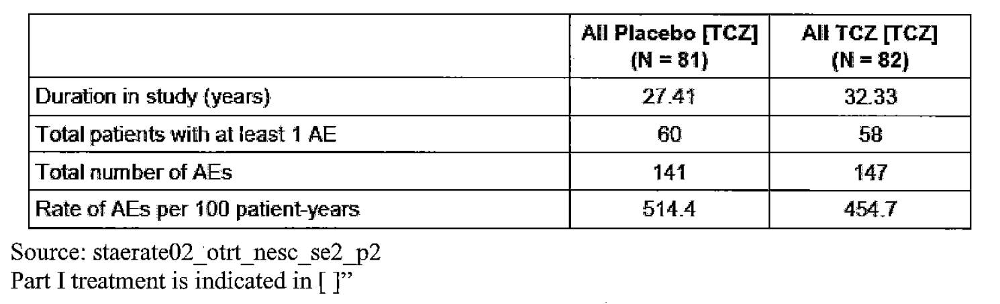 All Placebo [TCZ] All TCZ [TCZ]
(N = 81) (N = 82)
Duration in study (years) 27.41 32.33
Total patients with at least 1 AE 60 58
Total number of AEs 141 147
Rate of AEs per 100 patient-years 514.4 454.7
Source: staerate02_otrt_nesc_se2_p2
Part I treatment is indicated in [ ]”